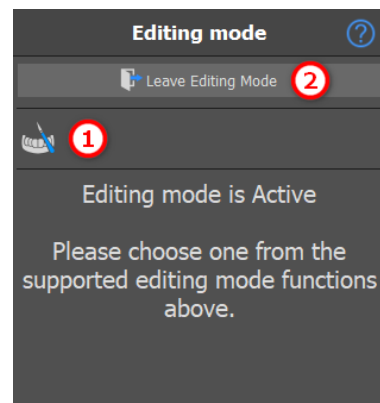 Editing mode
?
Leave Editing Mode
2
1
Editing mode is Active
Please choose one from the
supported editing mode functions
above.